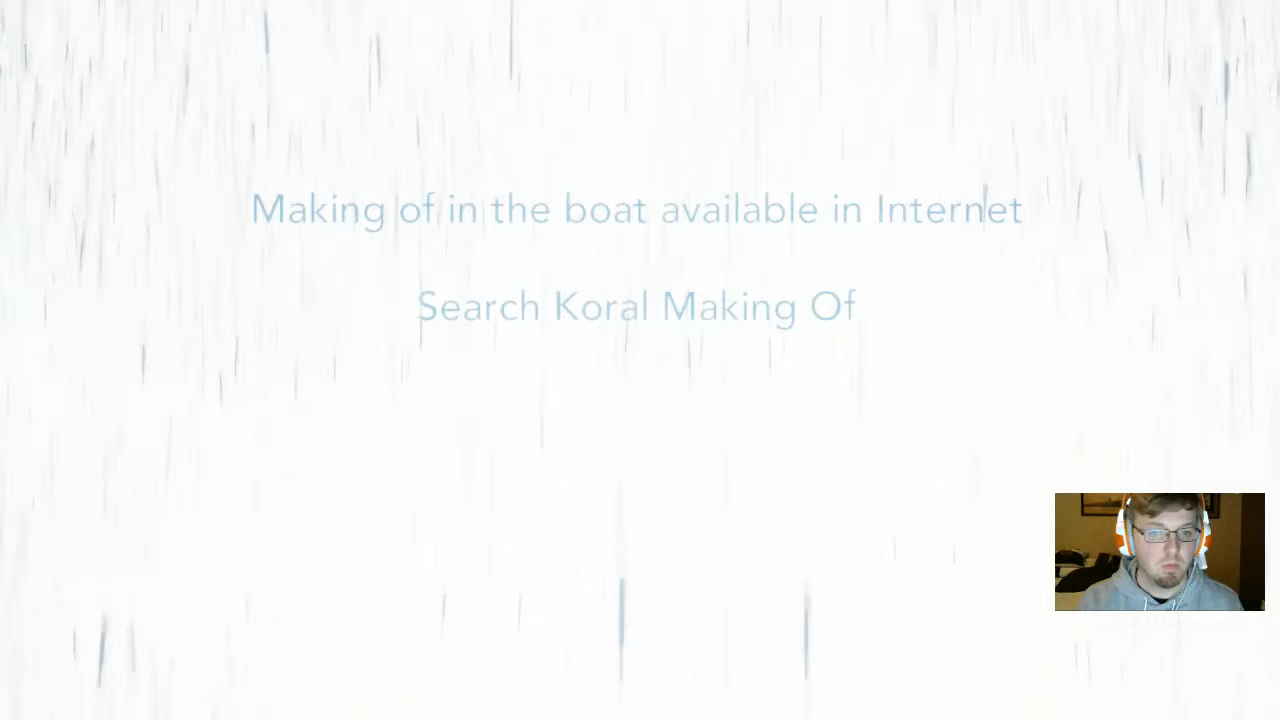 Making of in the boat available in Internet
Search Koral Making Of